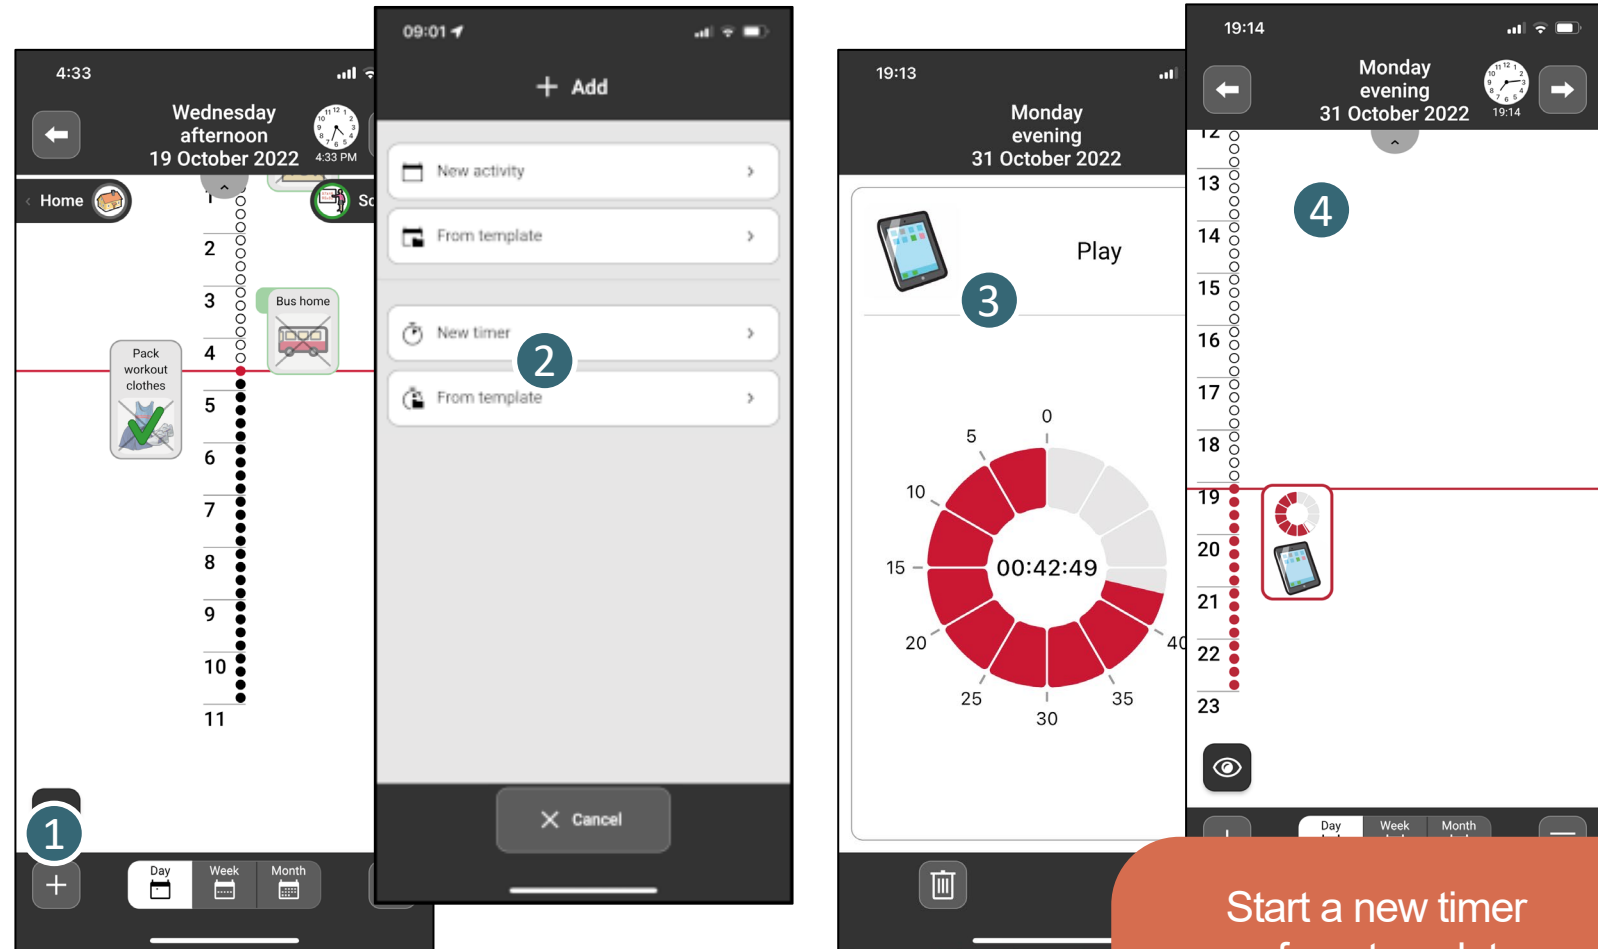 4:33
Wednesday
afternoon
19 October 2022
4:33 PM
Home
1
2
3
Bus home
4
Pack
workout
clothes
5
6
7
8
9
10
11
1
Day
Week
Month
09:01
+ Add
New activity
From template
New timer
2
From template
Cancel
19:13
Monday
evening
31 October 2022
Play
3
0
5
10
15
00:42:49
20
40
25
35
30
19:14
Monday
evening
31 October 2022
19:14
12
13
4
14
15
16
17
18
19
20
21
22
23
Day
Week
Month
Start a new timer